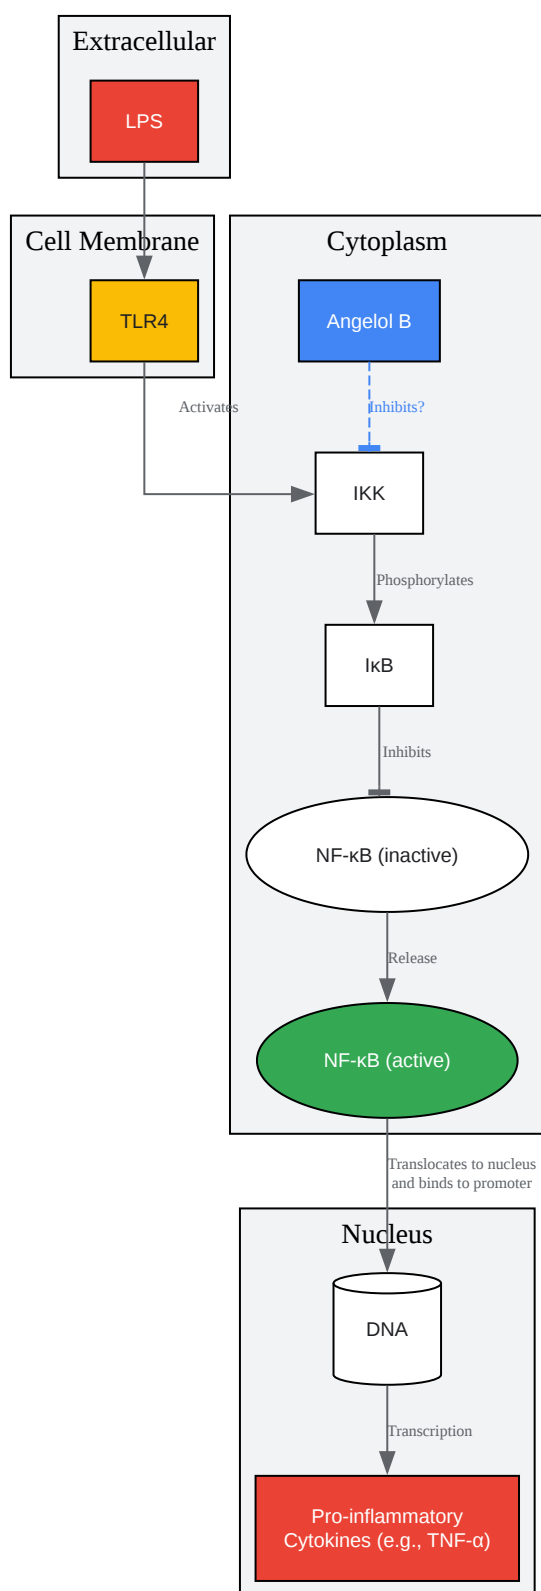 Extracellular
LPS
Cell Membrane
Cytoplasm
TLR4
Angelol B
Activates
Inhibits?
IKK
Phosphorylates
IκB
Inhibits
NF-κB (inactive)
Release
NF-κB (active)
Translocates to nucleus
and binds to promoter
Nucleus
DNA
Transcription
Pro-inflammatory
Cytokines (e.g., TNF-α)